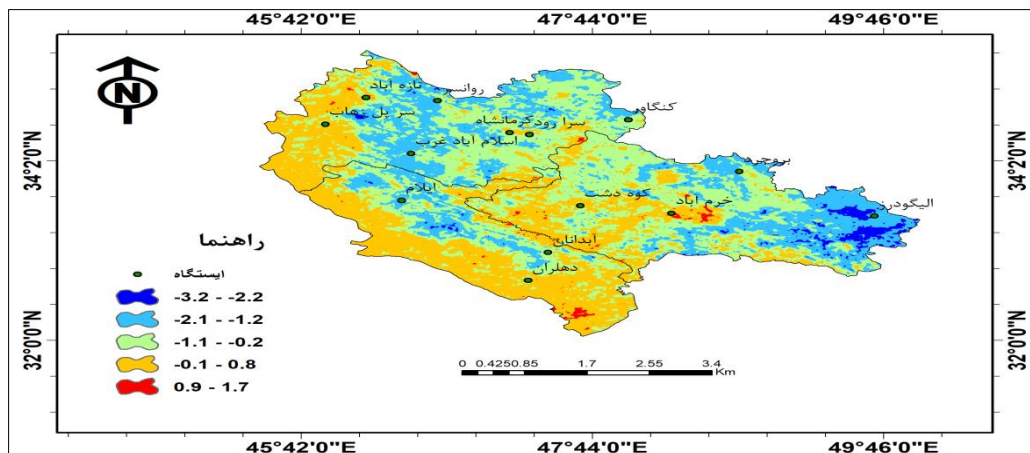 45°42'0"E 47°44'0"E 49°46'0"E
N
34°2'0"N
32°0'0"N
34°2'0"N
32°0'0"N
تازه آباد
روانسر
کنگاور
سر پل زهاب
کرمانشاه
سرا رود
اسلام آباد غرب
بروجرد
ایلام
کوه دشت
خرم آباد
الیگودرز
آبدانان
دهلران
راهنما
ایستگاه
-3.2 - -2.2
-2.1 - -1.2
-1.1 - -0.2
-0.1 - 0.8
0.9 - 1.7
0 0.425 0.85 1.7 2.55 3.4
Km
45°42'0"E 47°44'0"E 49°46'0"E